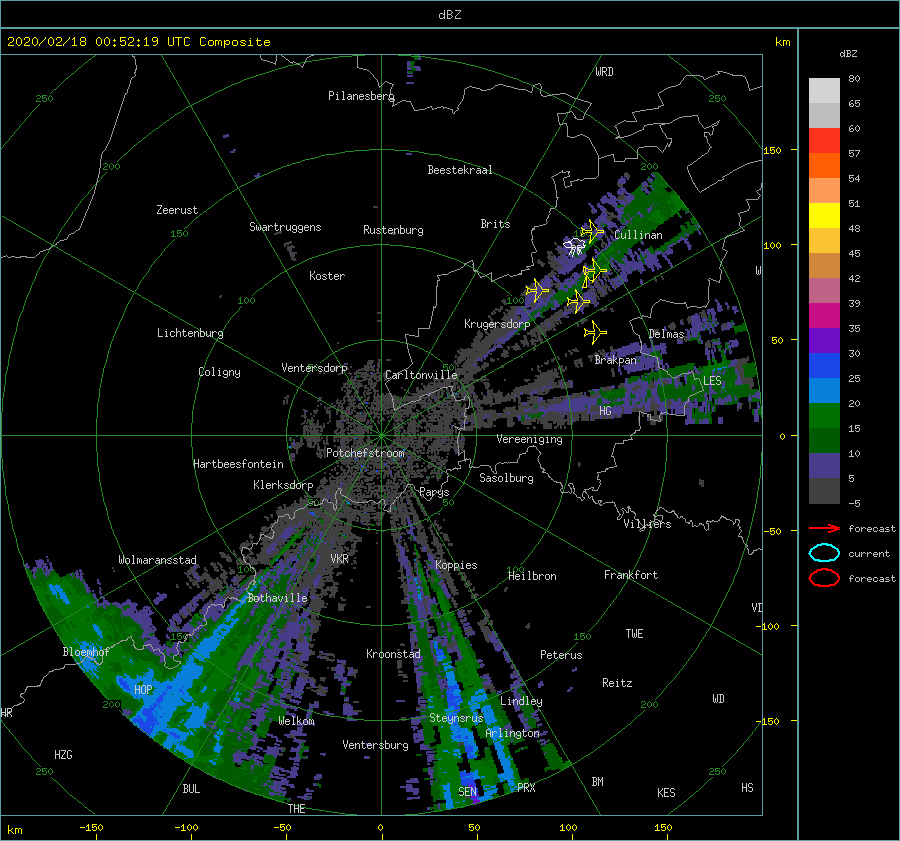 dBZ
2020/02/18 00:52:19 UTC Composite
km
dBZ
WRD
250
250
Pilanesberg
80
65
60
57
54
51
48
45
42
39
35
30
25
20
15
10
5
-5
150
200
200
Beestekraal
Zeerust
150
Swartruggens
Rustenburg
Brits
Cullinan
100
Koster
W
100
100
Lichtenburg
Krugersdorp
Delmas
50
Brakpan
Coligny
Ventersdorp
Carltonville
LES
HG
0
Vereeniging
Potchefstroom
Hartbeesfontein
Klerksdorp
Sasolburg
Parys
50
50
Villiers
forecast
-50
current
VKR
Wolmaransstad
Koppies
100
100
Heilbron
Frankfort
forecast
Bothaville
VD
-100
150
150
TWE
Bloemhof
Kroonstad
Peterus
HOP
Reitz
WD
HR
200
Lindley
200
Welkom
Steynsrus
-150
Arlington
Ventersburg
HZG
250
250
BUL
SEN
PRX
BM
KES
HS
THE
km
-150
-100
-50
0
50
100
150